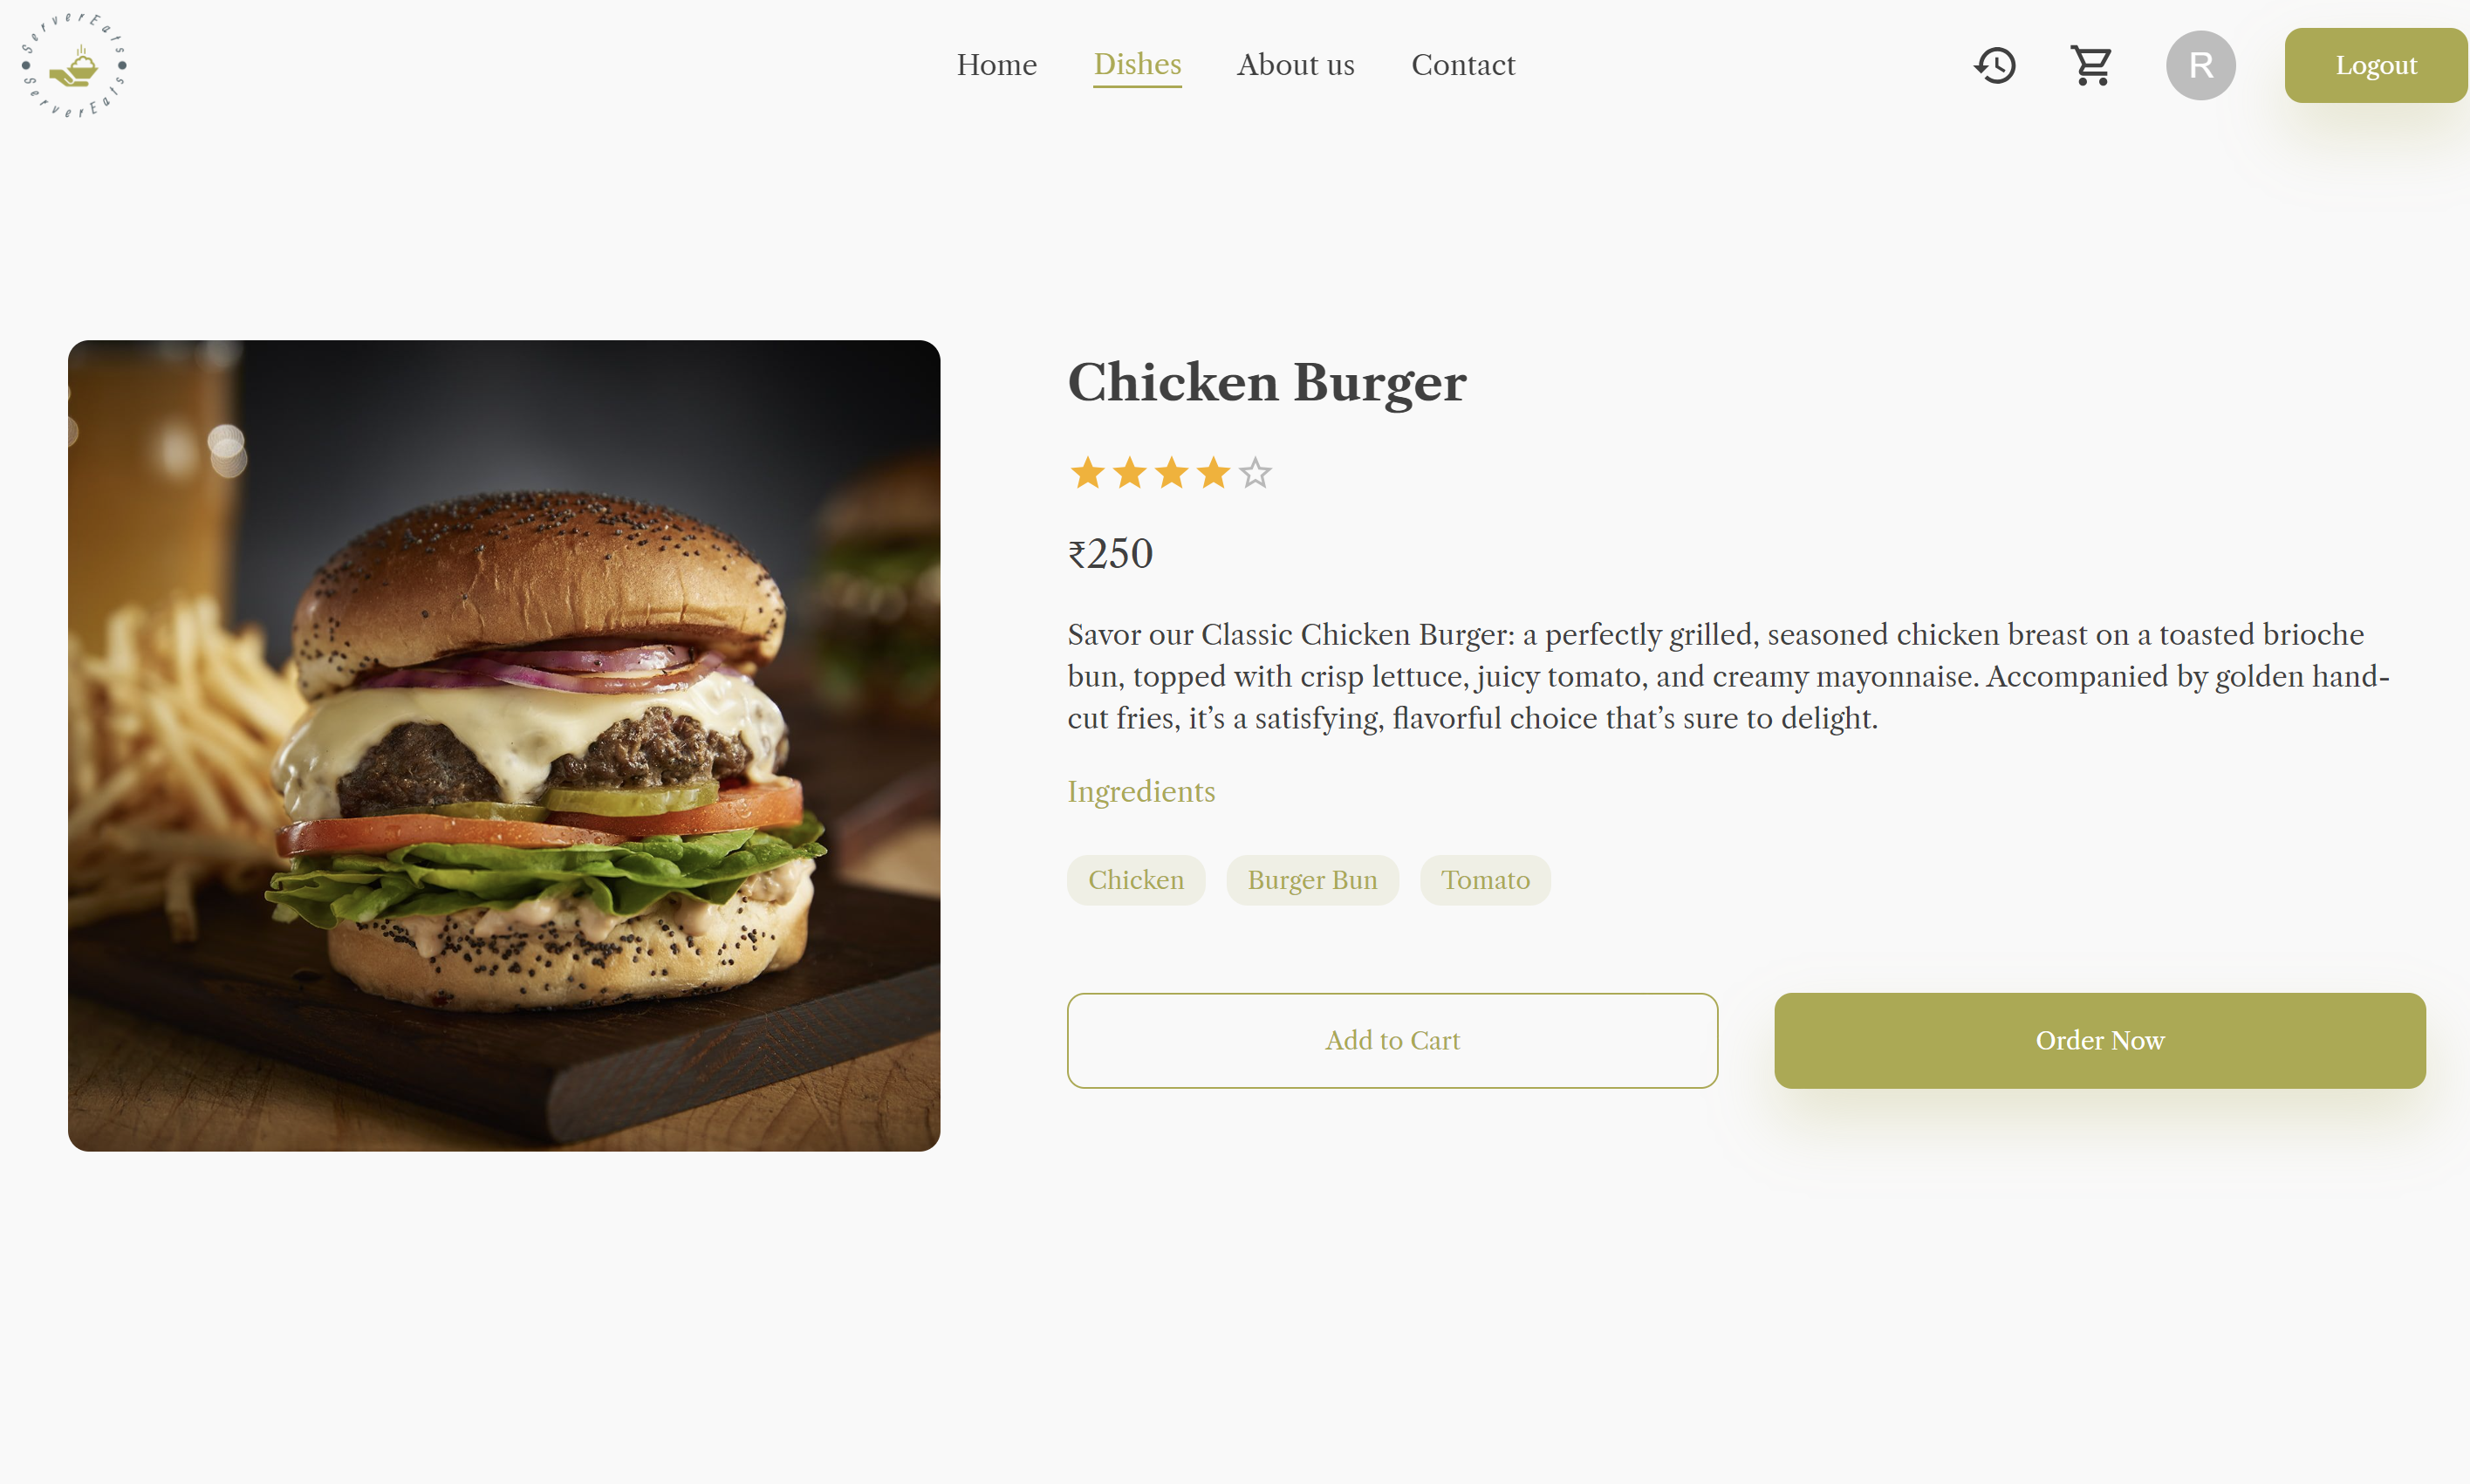 ServerEats
ServerEats
Home
Dishes
About us
Contact
R
Logout
Chicken Burger
₹250
Savor our Classic Chicken Burger: a perfectly grilled, seasoned chicken breast on a toasted brioche
bun, topped with crisp lettuce, juicy tomato, and creamy mayonnaise. Accompanied by golden hand-
cut fries, it’s a satisfying, flavorful choice that’s sure to delight.
Ingredients
Chicken
Burger Bun
Tomato
Add to Cart
Order Now